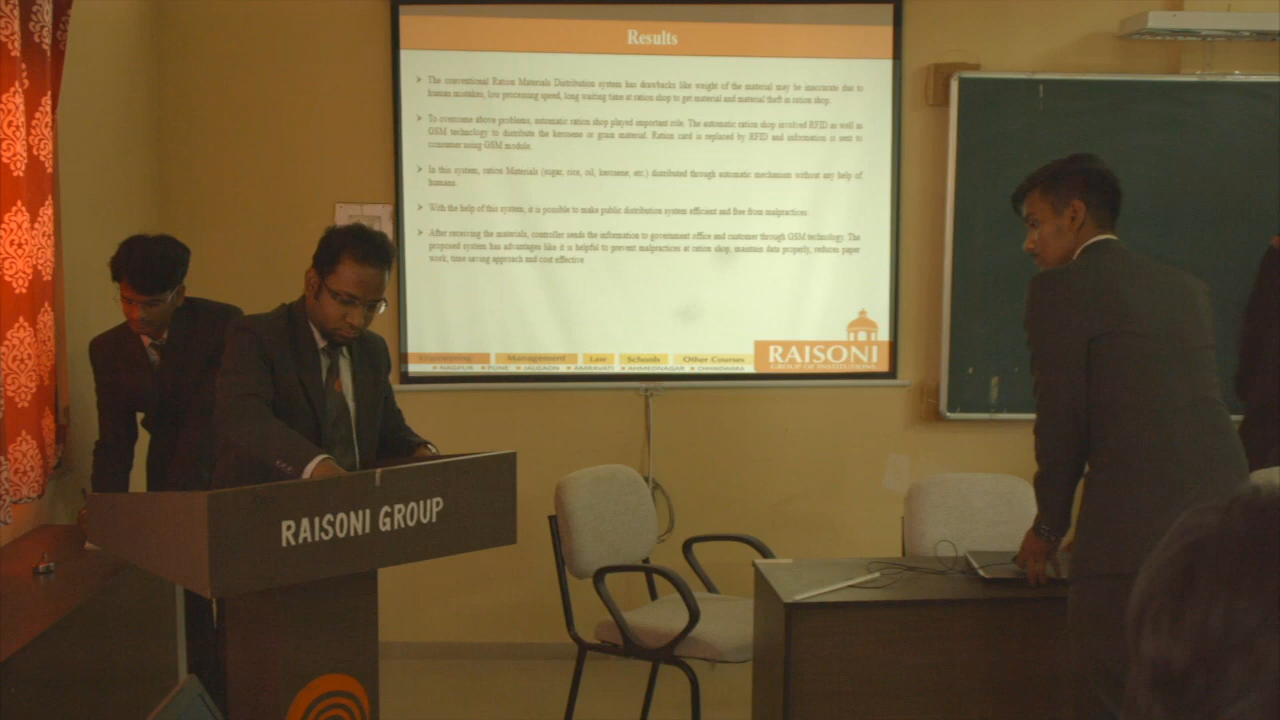 Results
➤ The conventional Ration Materials Distribution system has drawbacks like weight of the material may be inaccurate due to
human mistakes, low processing speed, long waiting time at ration shop to get material and material theft in ration shop.
➤ To overcome above problems, automatic ration shop played important role. The automatic ration shop involved RFID as well as
GSM technology to distribute the kerosene or grain material. Ration card is replaced by RFID and information is sent to
consumer using GSM module.
➤ In this system, ration Materials (sugar, rice, oil, kerosene, etc.) distributed through automatic mechanism without any help of
humans.
➤ With the help of this system, it is possible to make public distribution system efficient and free from malpractices
➤ After receiving the materials, controller sends the information to government office and customer through GSM technology. The
proposed system has advantages like it is helpful to prevent malpractices at ration shop, maintain data properly, reduces paper
work, time saving approach and cost effective
Engineering Management Law Schools Other Courses
NAGPUR PUNE JALGAON AMRAVATI AHMEDNAGAR CHHINDWARA
RAISONI
GROUP OF INSTITUTIONS
RAISONI GROUP